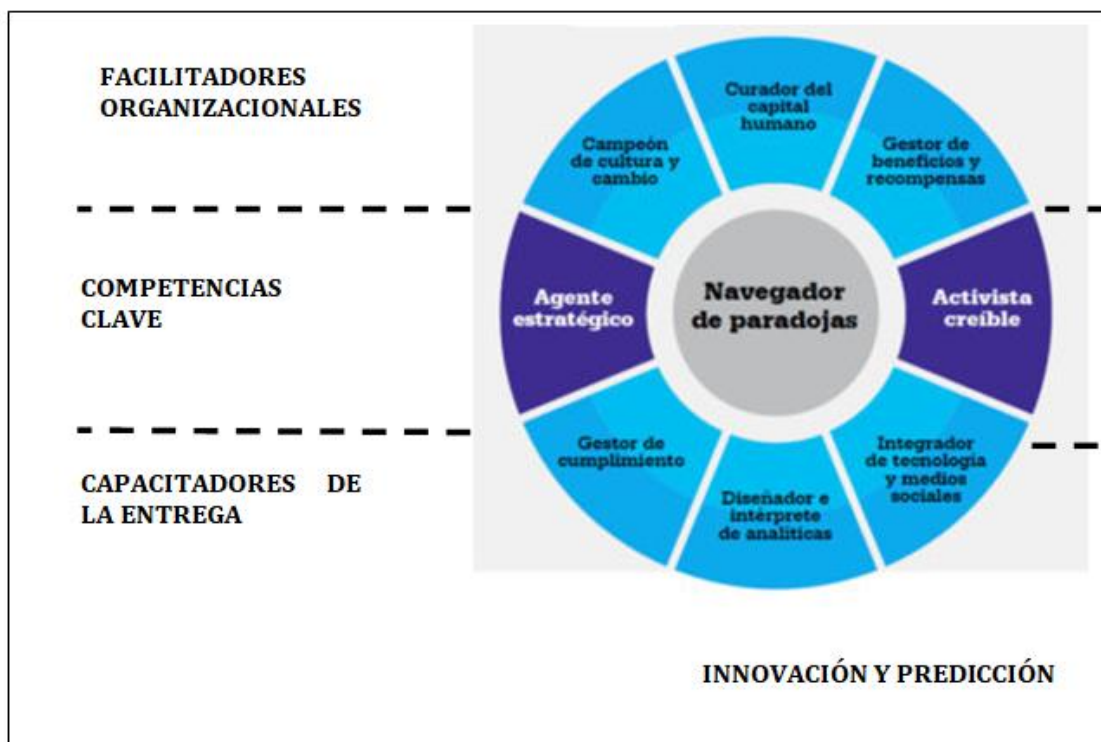 FACILITADORES
ORGANIZACIONALES
Curador del
capital
humano
Campeón
de cultura y
cambio
Gestor de
beneficios y
recompensas
COMPETENCIAS
CLAVE
Agente
estratégico
Navegador
de paradojas
Activista
creíble
CAPACITADORES DE
LA ENTREGA
Gestor de
cumplimiento
Diseñador e
intérprete
de analíticas
Integrador
de tecnología
y medios
sociales
INNOVACIÓN Y PREDICCIÓN